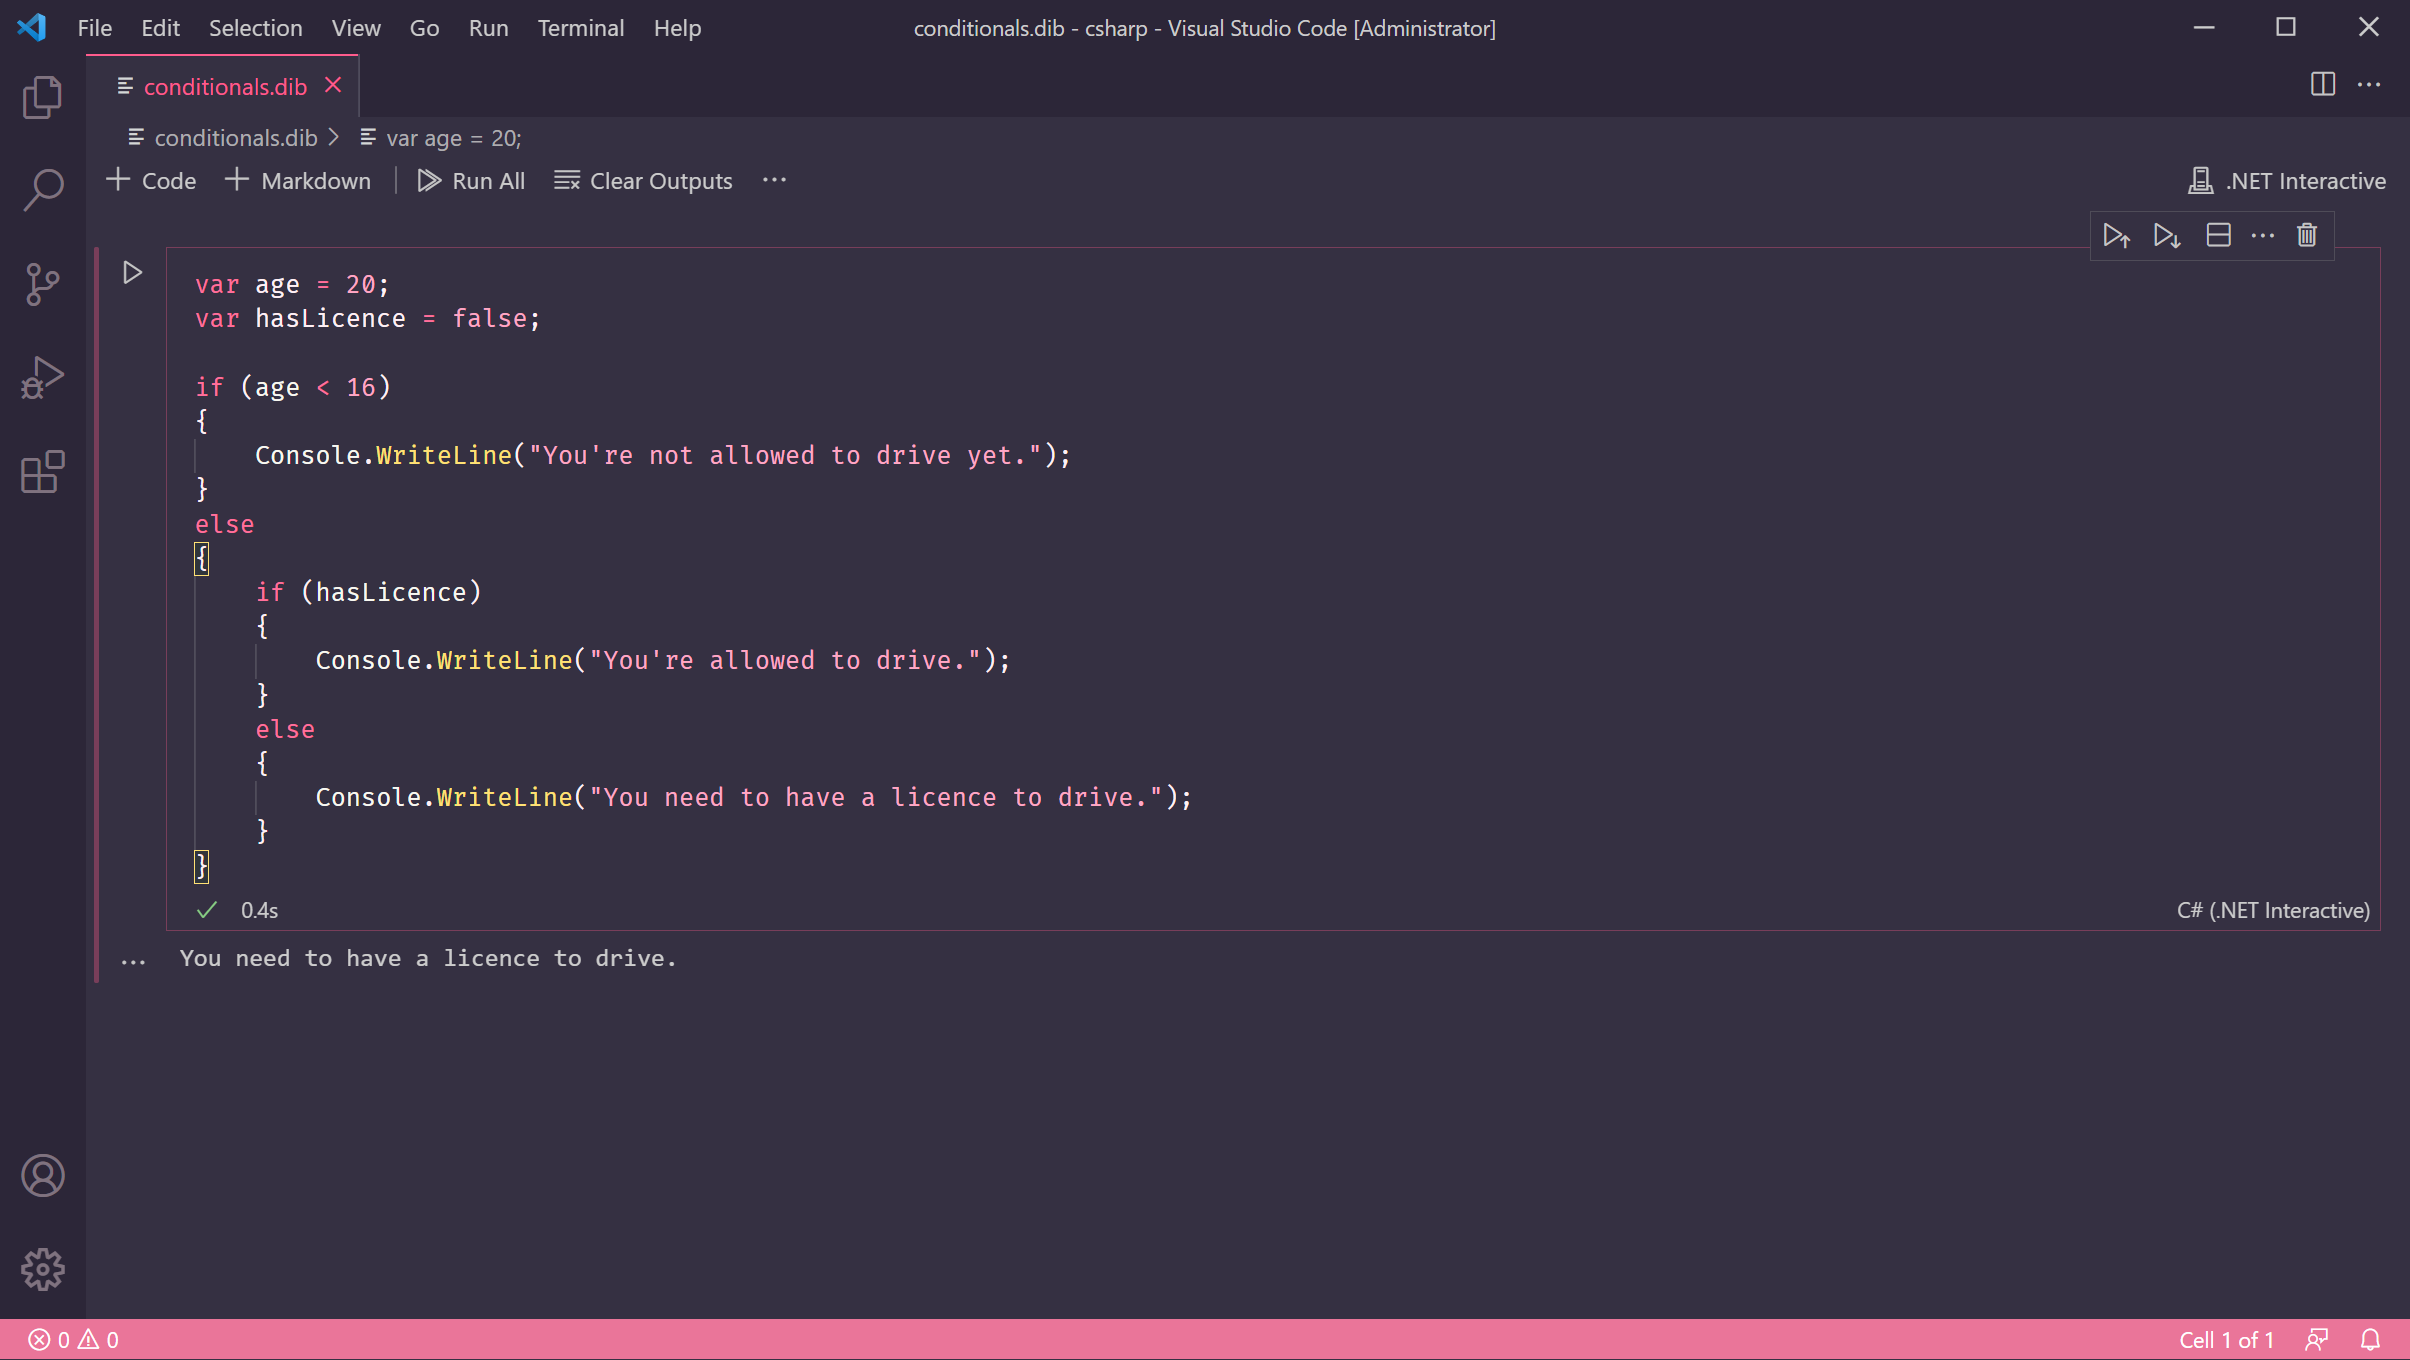 File Edit Selection View Go Run Terminal Help conditionals.dib - csharp - Visual Studio Code [Administrator]
conditionals.dib
conditionals.dib > var age = 20;
Code Markdown Run All Clear Outputs ... .NET Interactive
var age = 20;
var hasLicence = false;
if (age < 16)
{
    Console.WriteLine("You're not allowed to drive yet.");
}
else
{
    if (hasLicence)
    {
        Console.WriteLine("You're allowed to drive.");
    }
    else
    {
        Console.WriteLine("You need to have a licence to drive.");
    }
}
0.4s C# (.NET Interactive)
... You need to have a licence to drive.
0 0 Cell 1 of 1